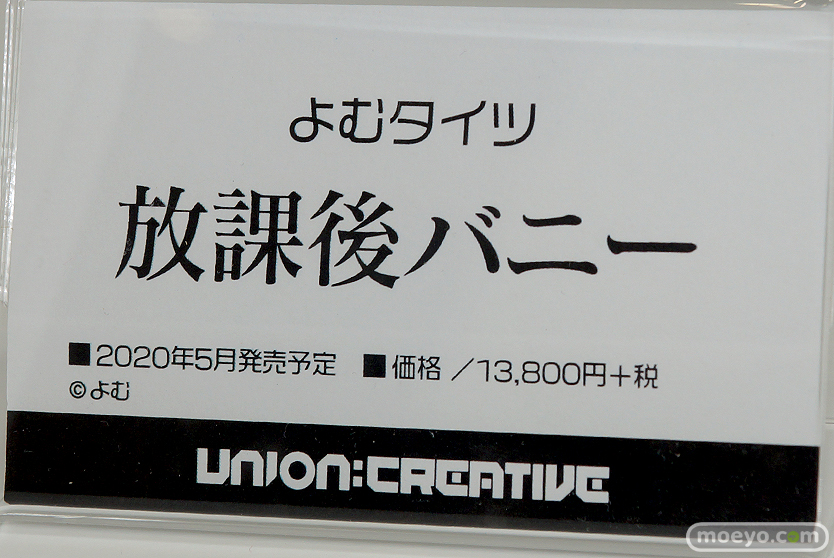 よむタイツ
放課後バニー
■2020年5月発売予定 ■価格／13,800円＋税
©よむ
UNION:CREATIVE
moeyo.com